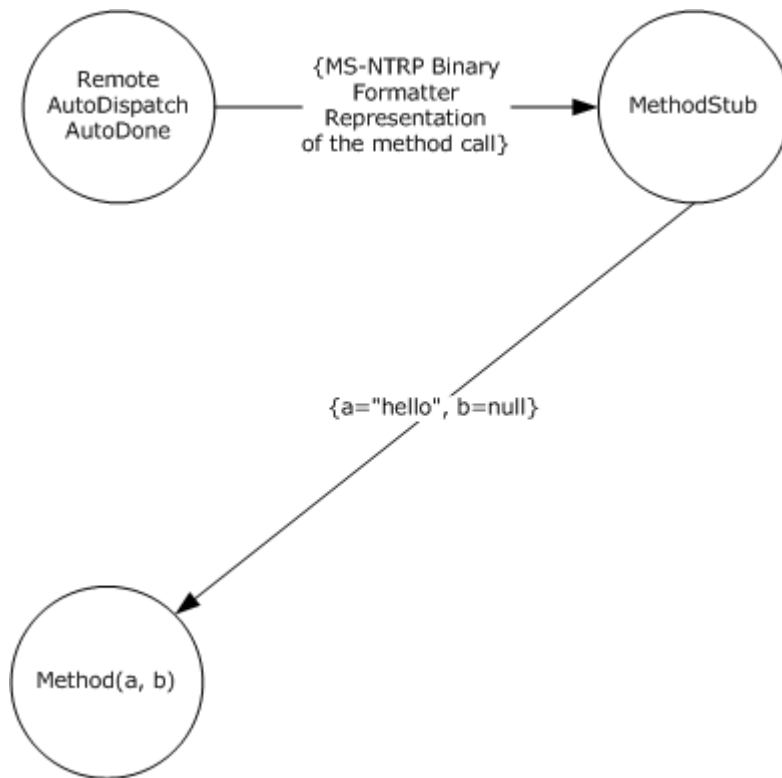 Remote
AutoDispatch
AutoDone
{MS-NTRP Binary
Formatter
Representation
of the method call}
MethodStub
{a="hello", b=null}
Method(a, b)